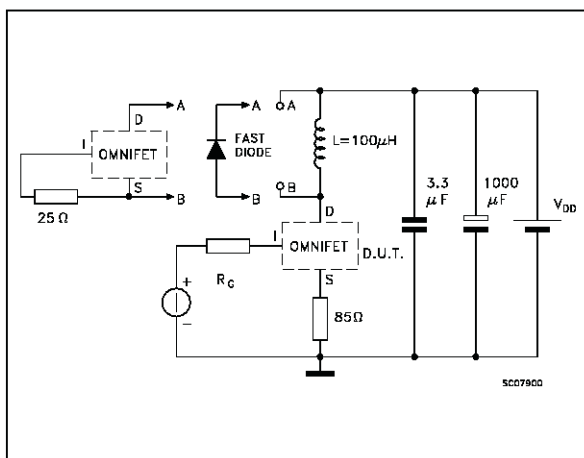 A
A
A
D
I
OMNIFET
FAST
DIODE
L=100µH
S
B
B
B
25 Ω
3.3
µF
1000
µF
V_DD
D
I
OMNIFET
D.U.T.
R_G
S
+
−
85Ω
SC07900